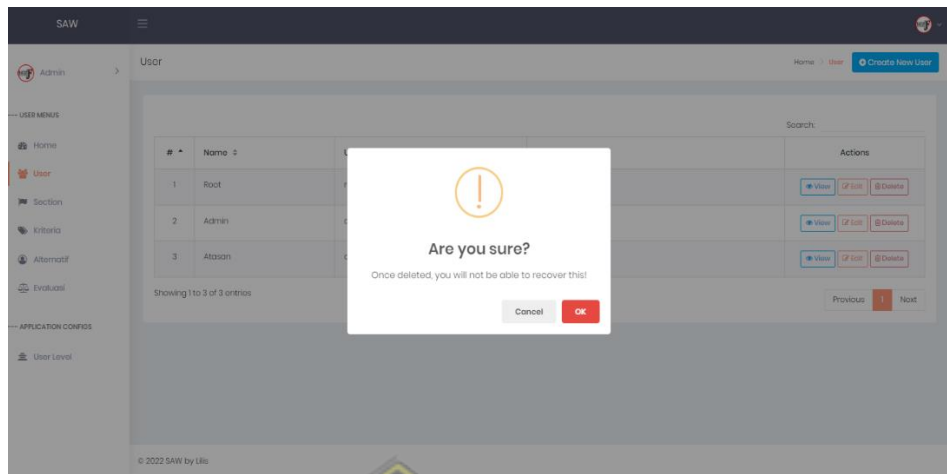 SAW
Admin
User
Home > User
Create New User
USER MENUS
Home
User
Section
Kriteria
Alternatif
Evaluasi
APPLICATION CONFIGS
User Level
Search:
# Name Actions
1 Root View Edit Delete
2 Admin View Edit Delete
3 Atasan View Edit Delete
Showing 1 to 3 of 3 entries
Previous 1 Next
Are you sure?
Once deleted, you will not be able to recover this!
Cancel OK
© 2022 SAW by Lilis